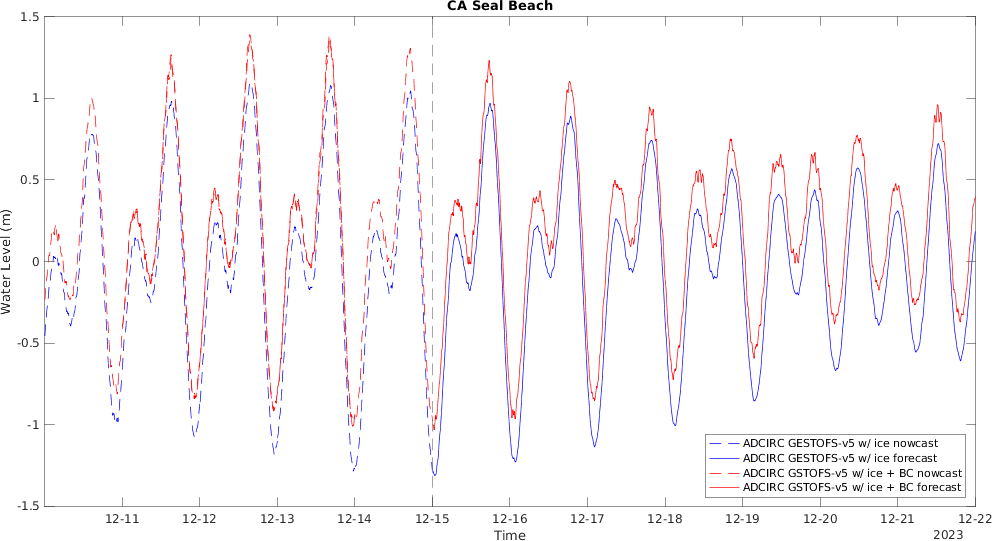 CA Seal Beach
1.5
1
0.5
0
-0.5
-1
-1.5
Water Level (m)
12-11 12-12 12-13 12-14 12-15 12-16 12-17 12-18 12-19 12-20 12-21 12-22
Time
2023
ADCIRC GESTOFS-v5 w/ ice nowcast
ADCIRC GESTOFS-v5 w/ ice forecast
ADCIRC GSTOFS-v5 w/ ice + BC nowcast
ADCIRC GSTOFS-v5 w/ ice + BC forecast